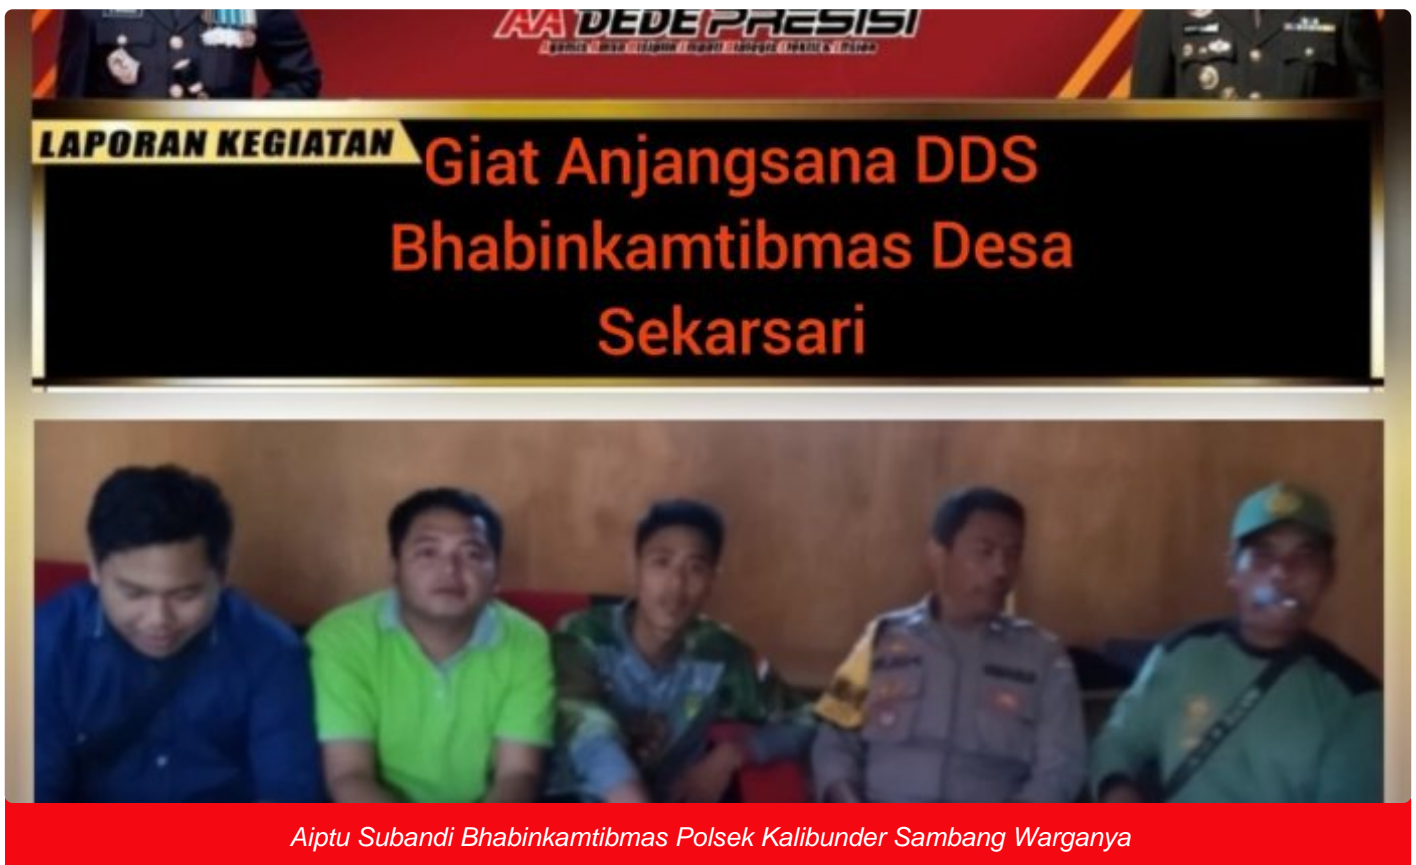 AA DEDE PRESISI
LAPORAN KEGIATAN
Giat Anjangsana DDS
Bhabinkamtibmas Desa
Sekarsari
Aiptu Subandi Bhabinkamtibmas Polsek Kalibunder Sambang Warganya